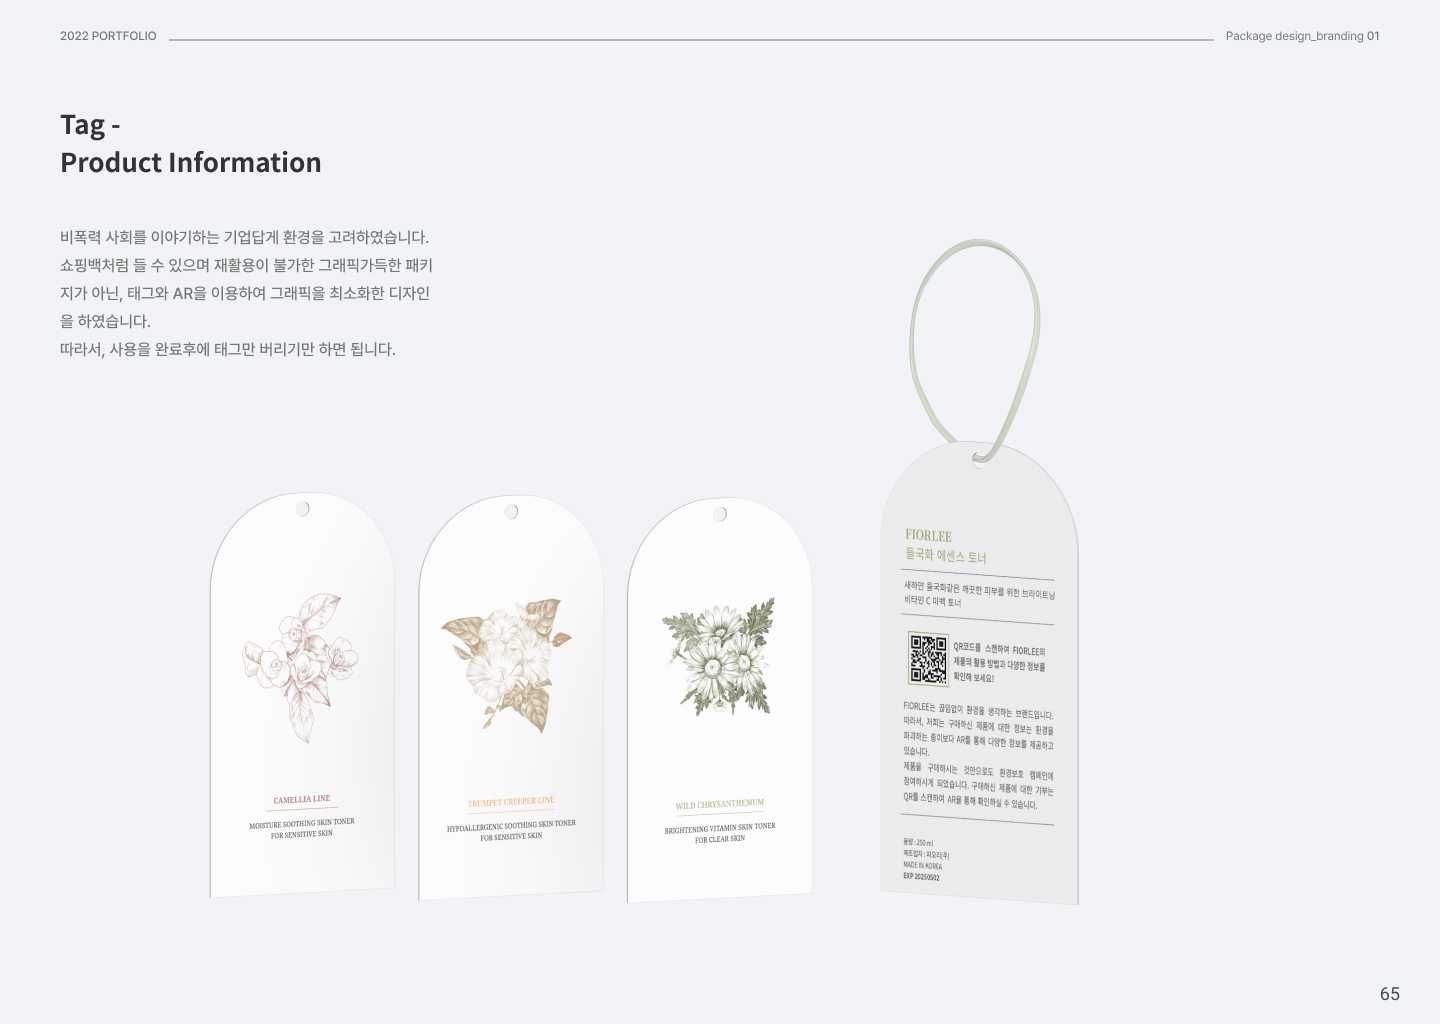 2022 PORTFOLIO
Package design_branding 01
Tag -
Product Information
비폭력 사회를 이야기하는 기업답게 환경을 고려하였습니다.
쇼핑백처럼 들 수 있으며 재활용이 불가한 그래픽가득한 패키
지가 아닌, 태그와 AR을 이용하여 그래픽을 최소화한 디자인
을 하였습니다.
따라서, 사용을 완료후에 태그만 버리기만 하면 됩니다.
CAMELLIA LINE
MOISTURE SOOTHING SKIN TONER
FOR SENSITIVE SKIN
TRUMPET CREEPER LINE
HYPOALLERGENIC SOOTHING SKIN TONER
FOR SENSITIVE SKIN
WILD CHRYSANTHEMUM
BRIGHTENING VITAMIN SKIN TONER
FOR CLEAR SKIN
FIORLEE
들국화 에센스 토너
새하얀 들국화같은 깨끗한 피부를 위한 브라이트닝
비타민 C 미백 토너
QR코드를 스캔하여 FIORLEE의
제품의 활용 방법과 다양한 정보를
확인해 보세요!
FIORLEE는 끊임없이 환경을 생각하는 브랜드입니다.
따라서, 저희는 구매하신 제품에 대한 정보는 환경을
파괴하는 종이보다 AR를 통해 다양한 정보를 제공하고
있습니다.
제품을 구매하시는 것만으로도 환경보호 캠페인에
참여하시게 되었습니다. 구매하신 제품에 대한 기부는
QR를 스캔하여 AR을 통해 확인하실 수 있습니다.
용량 : 250 ml
제조업자 : 피오리(주)
MADE IN KOREA
EXP 20250502
65